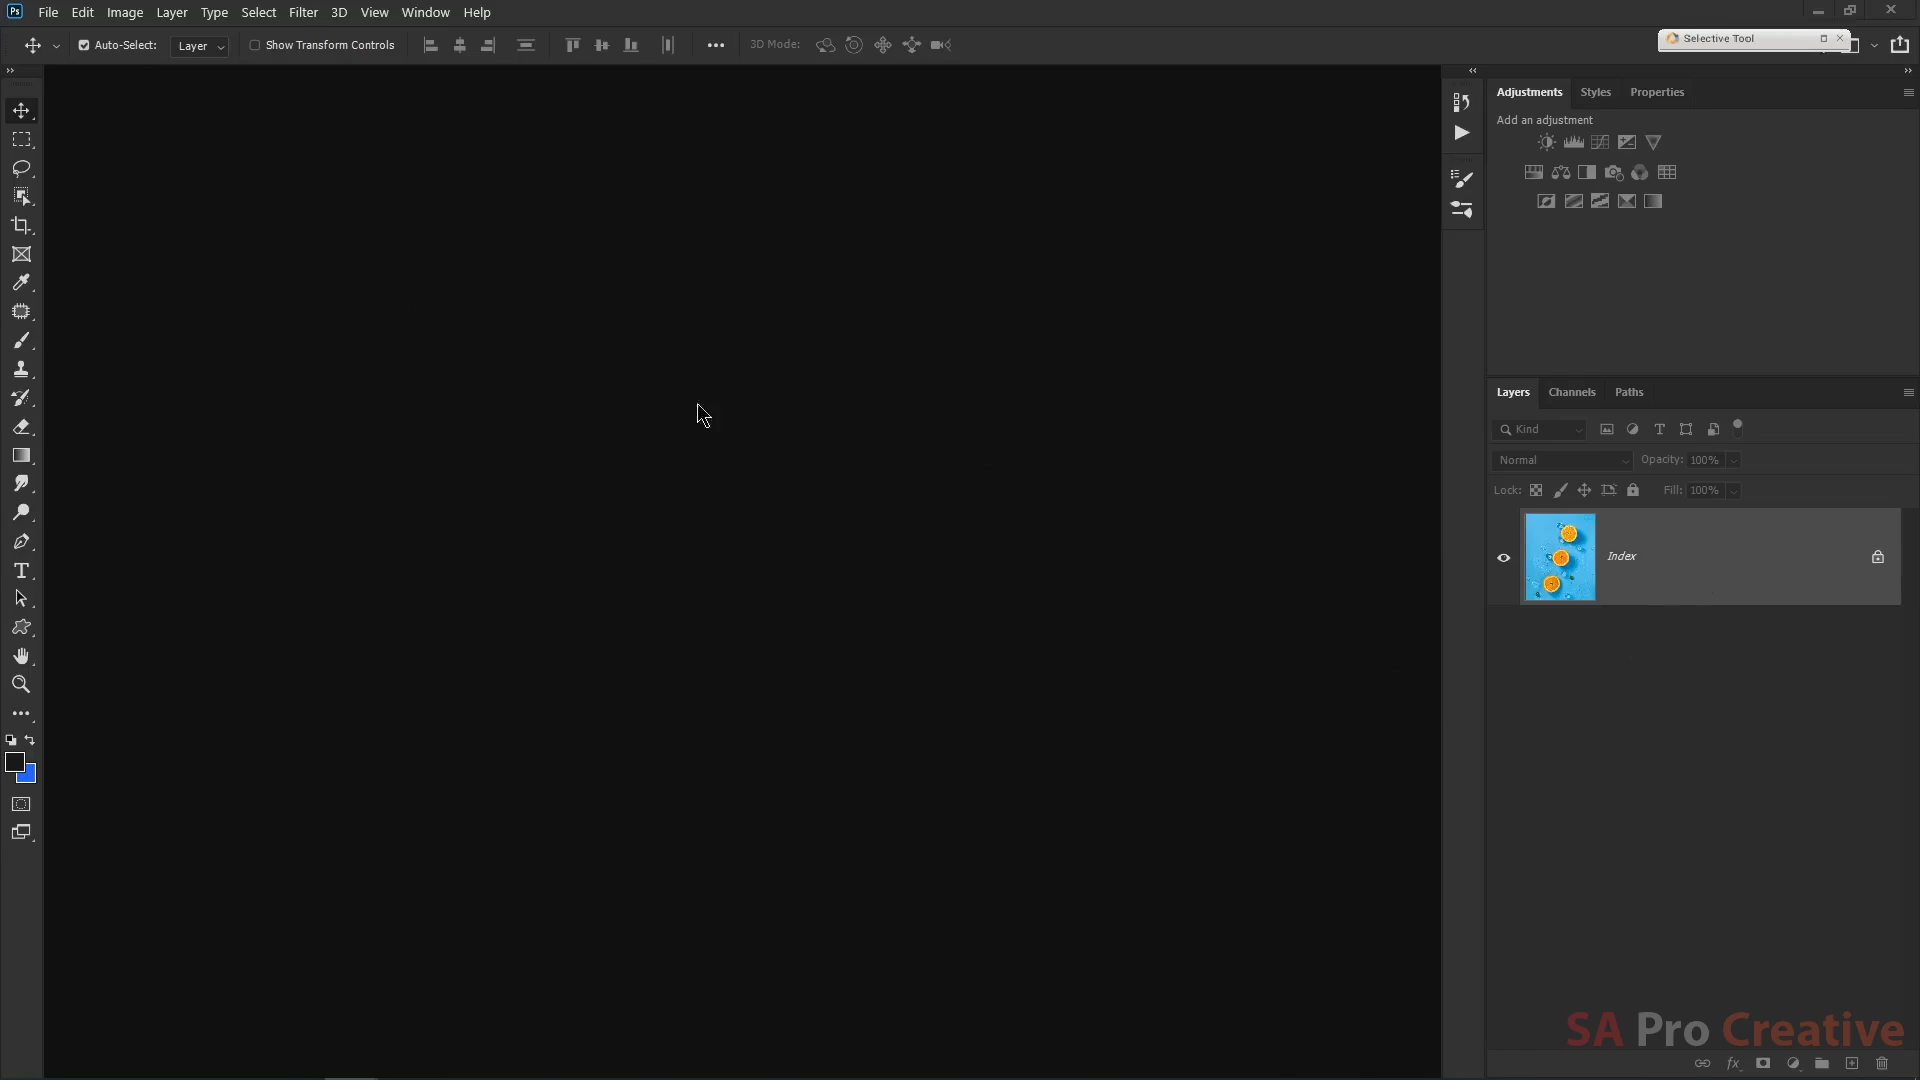 Ps File Edit Image Layer Type Select Filter 3D View Window Help
Auto-Select: Layer Show Transform Controls 3D Mode:
Selective Tool
Adjustments Styles Properties
Add an adjustment
Layers Channels Paths
Kind
Normal Opacity: 100%
Lock: Fill: 100%
Index
SA Pro Creative
fx